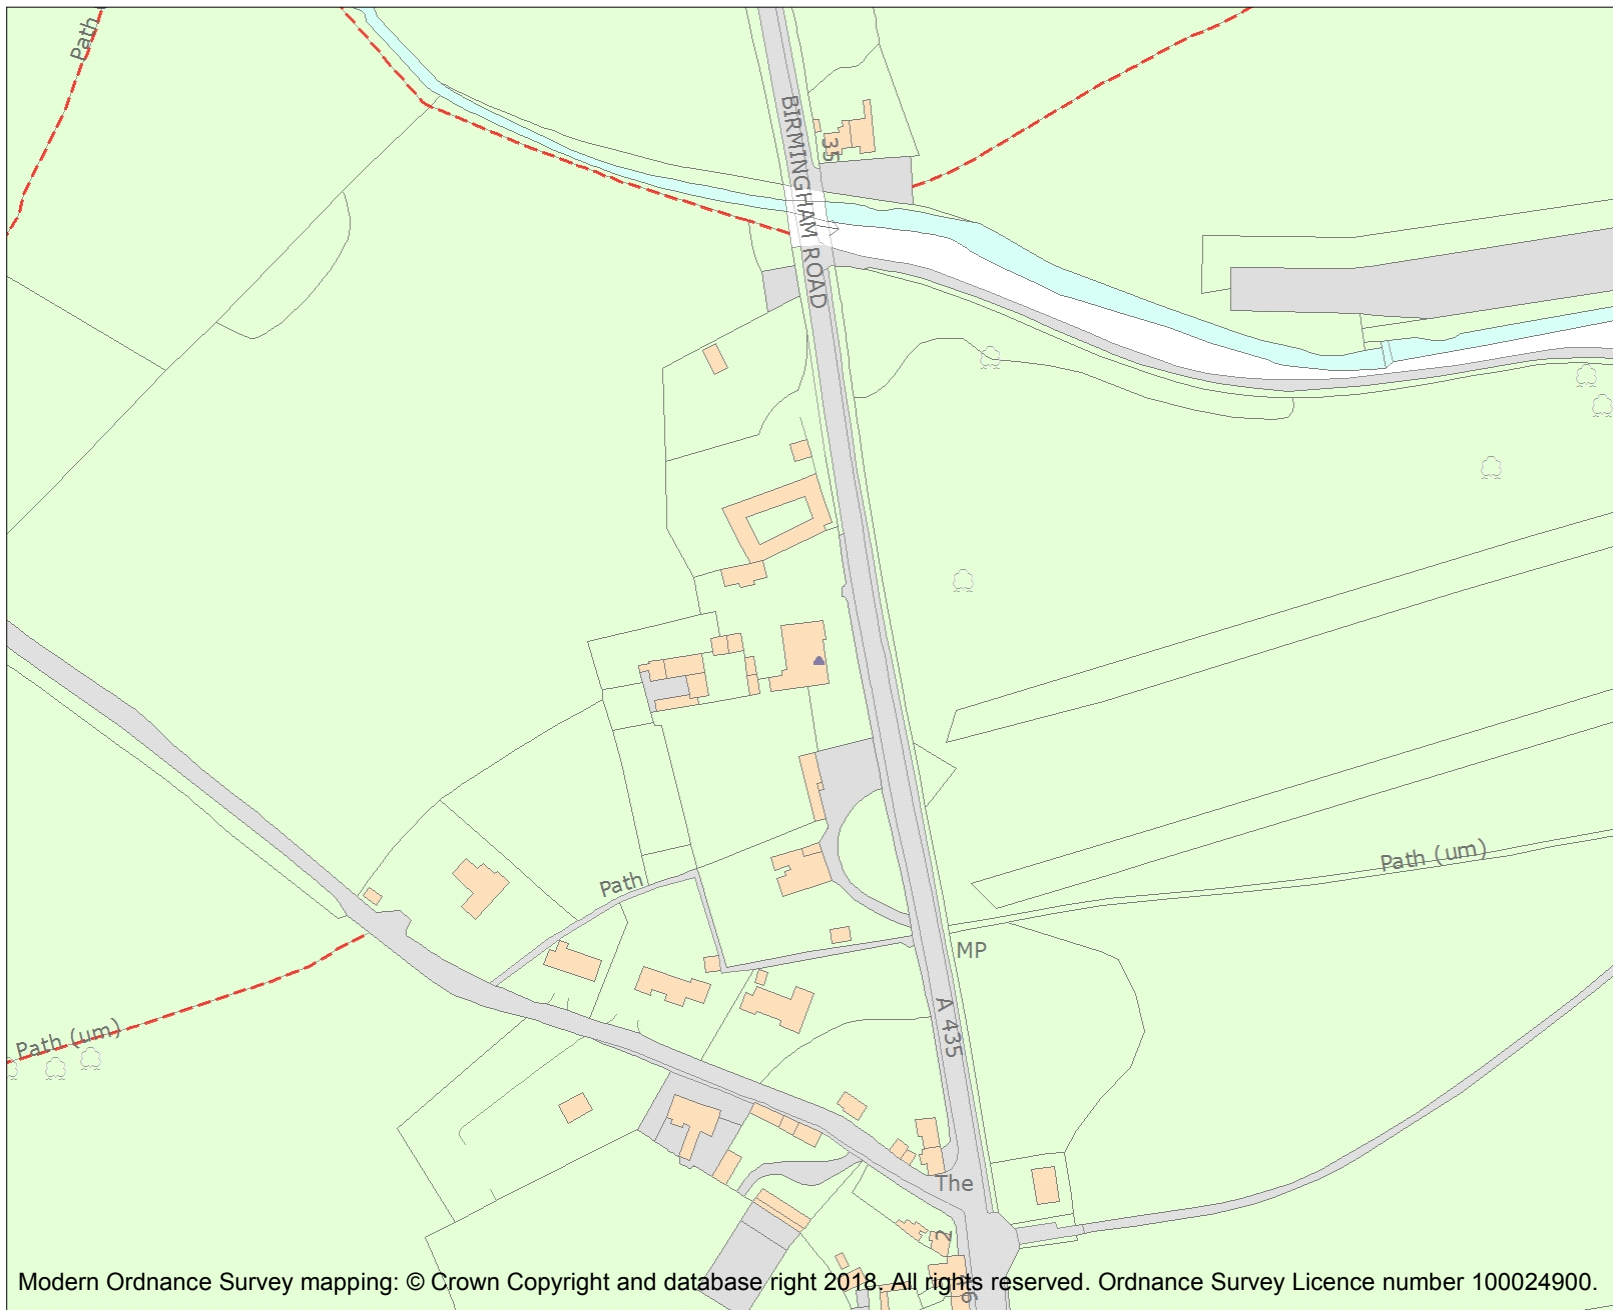 Path
BIRMINGHAM ROAD
35
Path (um)
Path
MP
A 435
Path (um)
The
2
Modern Ordnance Survey mapping: © Crown Copyright and database right 2018. All rights reserved. Ordnance Survey Licence number 100024900.